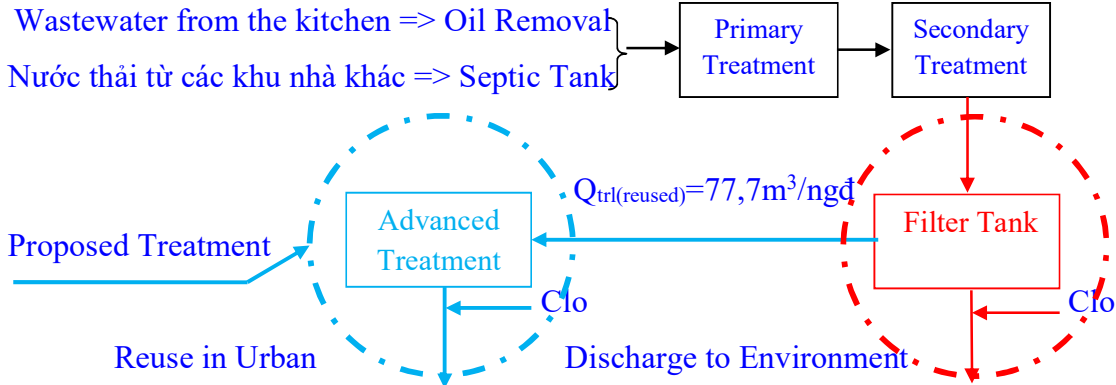 Wastewater from the kitchen => Oil Removal
Nước thải từ các khu nhà khác => Septic Tank
Primary
Treatment
Secondary
Treatment
Qtrl(reused)=77,7m³/ngđ
Advanced
Treatment
Filter Tank
Proposed Treatment
Clo
Clo
Reuse in Urban
Discharge to Environment